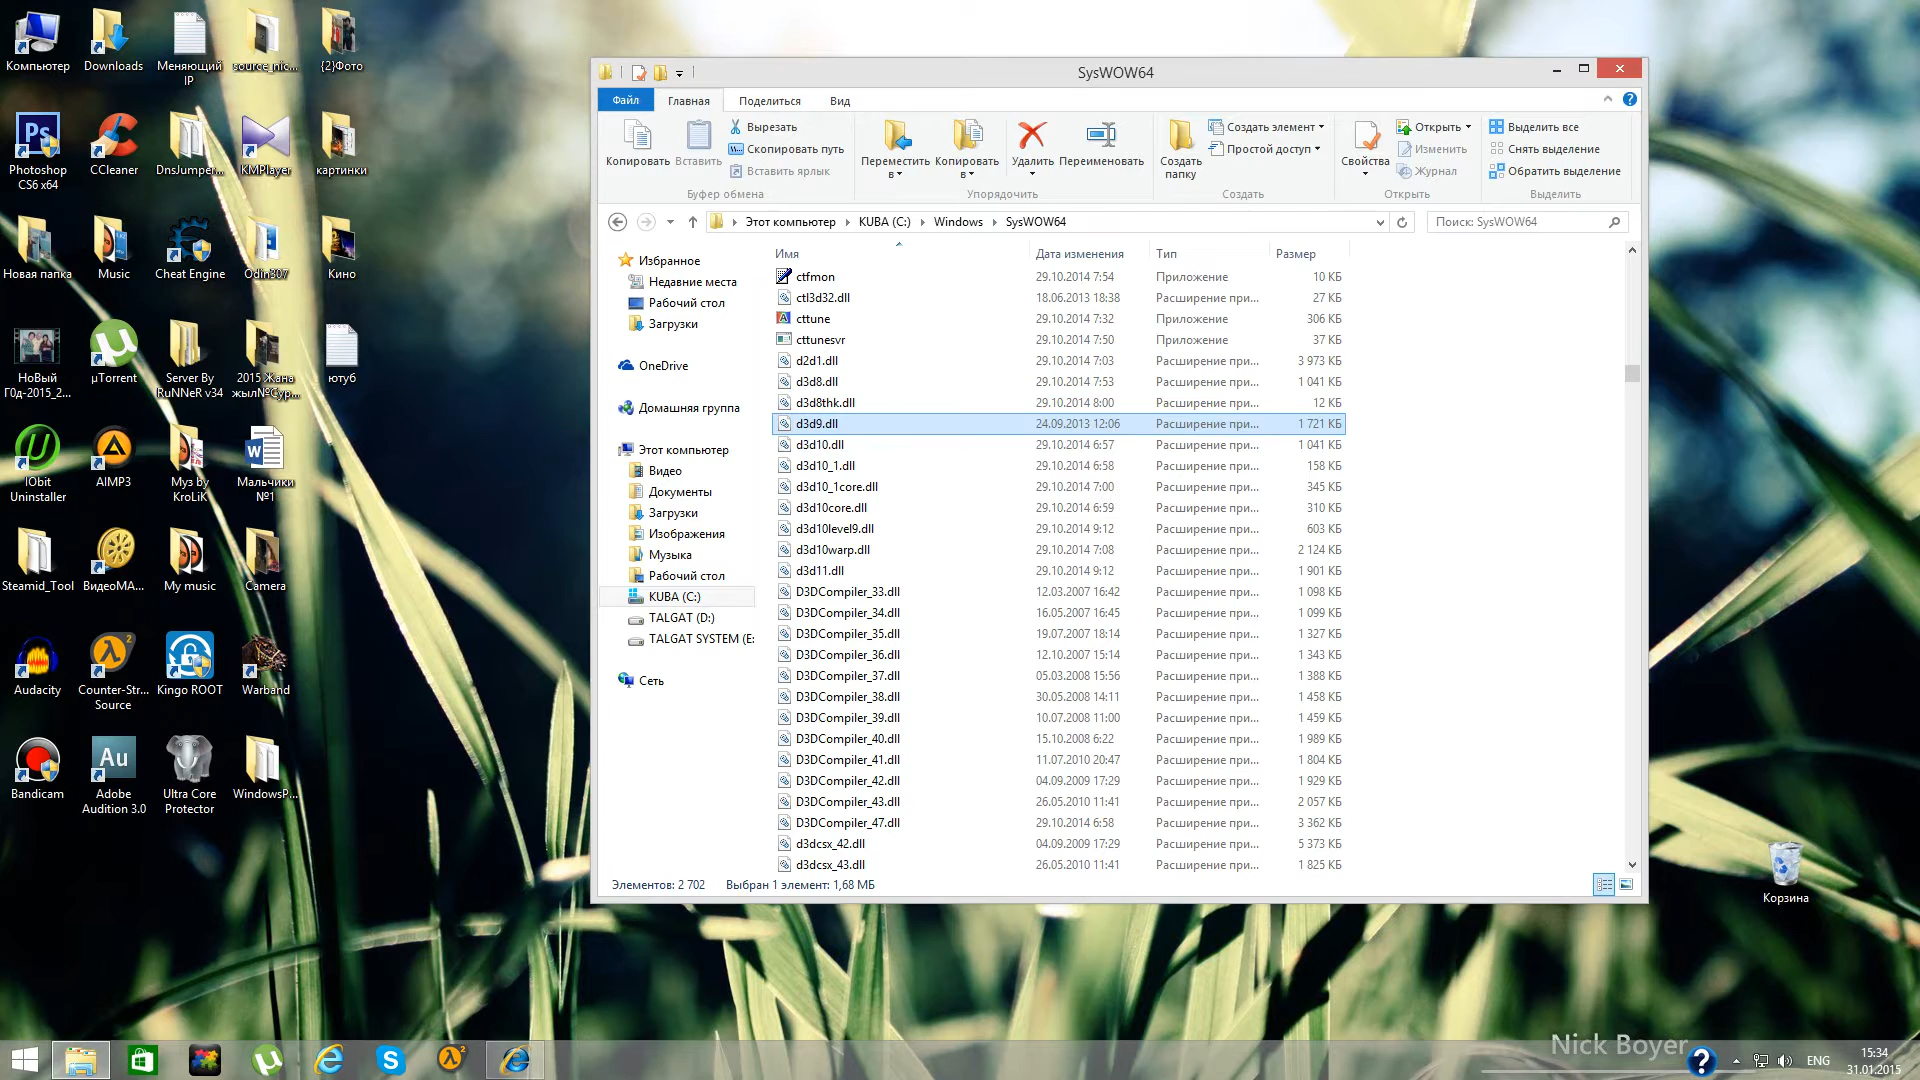 Компьютер
Downloads
Меняющий
IP
source_nic...
{2}Фото
Photoshop
CS6 x64
CCleaner
DnsJumper...
KMPlayer
картинки
Новая папка
Music
Cheat Engine
Odin307
Кино
НоВый
Г0д-2015_2...
µTorrent
Server By
RuNNeR v34
2015 Жана
жыл№Сур...
ютуб
IObit
Uninstaller
AIMP3
Муз by
KroLiK
Мальчики
№1
Steamid_Tool
ВидеоМА...
My music
Camera
Audacity
Counter-Str...
Source
Kingo ROOT
Warband
Bandicam
Adobe
Audition 3.0
Ultra Core
Protector
WindowsP...
SysWOW64
Файл
Главная
Поделиться
Вид
Копировать
Вставить
Вырезать
Скопировать путь
Вставить ярлык
Буфер обмена
Переместить
в
Копировать
в
Удалить
Переименовать
Упорядочить
Создать
папку
Создать элемент
Простой доступ
Создать
Свойства
Открыть
Изменить
Журнал
Открыть
Выделить все
Снять выделение
Обратить выделение
Выделить
Этот компьютер
KUBA (C:)
Windows
SysWOW64
Поиск: SysWOW64
Избранное
Недавние места
Рабочий стол
Загрузки
OneDrive
Домашняя группа
Этот компьютер
Видео
Документы
Загрузки
Изображения
Музыка
Рабочий стол
KUBA (C:)
TALGAT (D:)
TALGAT SYSTEM (E:
Сеть
Имя Дата изменения Тип Размер
ctfmon 29.10.2014 7:54 Приложение 10 КБ
ctl3d32.dll 18.06.2013 18:38 Расширение при... 27 КБ
cttune 29.10.2014 7:32 Приложение 306 КБ
cttunesvr 29.10.2014 7:50 Приложение 37 КБ
d2d1.dll 29.10.2014 7:03 Расширение при... 3 973 КБ
d3d8.dll 29.10.2014 7:53 Расширение при... 1 041 КБ
d3d8thk.dll 29.10.2014 8:00 Расширение при... 12 КБ
d3d9.dll 24.09.2013 12:06 Расширение при... 1 721 КБ
d3d10.dll 29.10.2014 6:57 Расширение при... 1 041 КБ
d3d10_1.dll 29.10.2014 6:58 Расширение при... 158 КБ
d3d10_1core.dll 29.10.2014 7:00 Расширение при... 345 КБ
d3d10core.dll 29.10.2014 6:59 Расширение при... 310 КБ
d3d10level9.dll 29.10.2014 9:12 Расширение при... 603 КБ
d3d10warp.dll 29.10.2014 7:08 Расширение при... 2 124 КБ
d3d11.dll 29.10.2014 9:12 Расширение при... 1 901 КБ
D3DCompiler_33.dll 12.03.2007 16:42 Расширение при... 1 098 КБ
D3DCompiler_34.dll 16.05.2007 16:45 Расширение при... 1 099 КБ
D3DCompiler_35.dll 19.07.2007 18:14 Расширение при... 1 327 КБ
D3DCompiler_36.dll 12.10.2007 15:14 Расширение при... 1 343 КБ
D3DCompiler_37.dll 05.03.2008 15:56 Расширение при... 1 388 КБ
D3DCompiler_38.dll 30.05.2008 14:11 Расширение при... 1 458 КБ
D3DCompiler_39.dll 10.07.2008 11:00 Расширение при... 1 459 КБ
D3DCompiler_40.dll 15.10.2008 6:22 Расширение при... 1 989 КБ
D3DCompiler_41.dll 11.07.2010 20:47 Расширение при... 1 804 КБ
D3DCompiler_42.dll 04.09.2009 17:29 Расширение при... 1 929 КБ
D3DCompiler_43.dll 26.05.2010 11:41 Расширение при... 2 057 КБ
D3DCompiler_47.dll 29.10.2014 6:58 Расширение при... 3 362 КБ
d3dcsx_42.dll 04.09.2009 17:29 Расширение при... 5 373 КБ
d3dcsx_43.dll 26.05.2010 11:41 Расширение при... 1 825 КБ
Элементов: 2 702 Выбран 1 элемент: 1,68 МБ
Корзина
Nick Boyer
ENG
15:34
31.01.2015